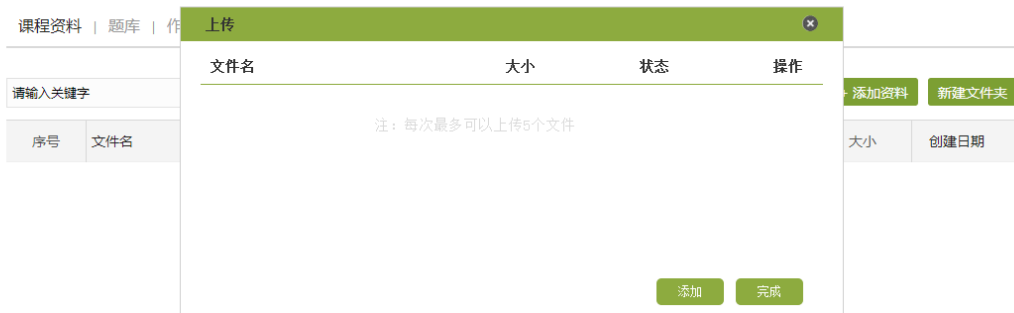 课程资料 | 题库 | 作
上传
文件名 大小 状态 操作
请输入关键字
添加资料 新建文件夹
序号 文件名 大小 创建日期
注：每次最多可以上传5个文件
添加 完成